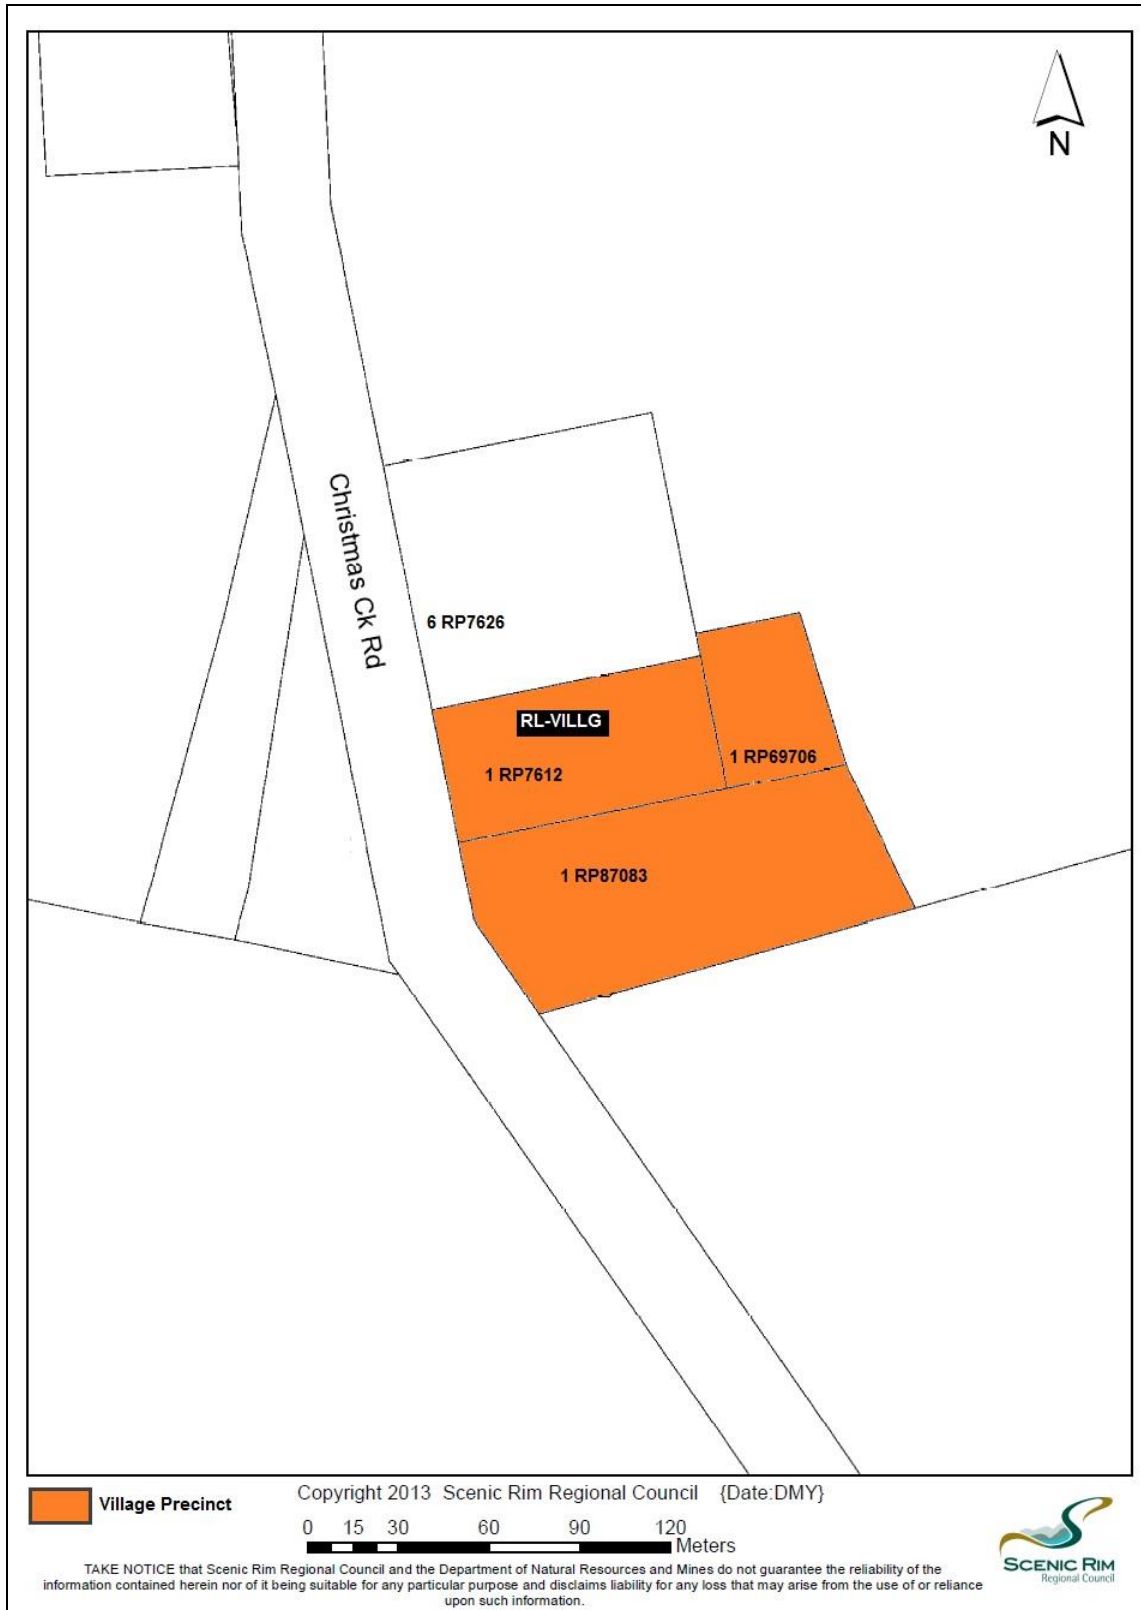 N
Christmas Ck Rd
6 RP7626
RL-VILLG
1 RP7612
1 RP69706
1 RP87083
Village Precinct
Copyright 2013 Scenic Rim Regional Council {Date:DMY}
0 15 30 60 90 120
Meters
SCENIC RIM
Regional Council
TAKE NOTICE that Scenic Rim Regional Council and the Department of Natural Resources and Mines do not guarantee the reliability of the
information contained herein nor of it being suitable for any particular purpose and disclaims liability for any loss that may arise from the use of or reliance
upon such information.